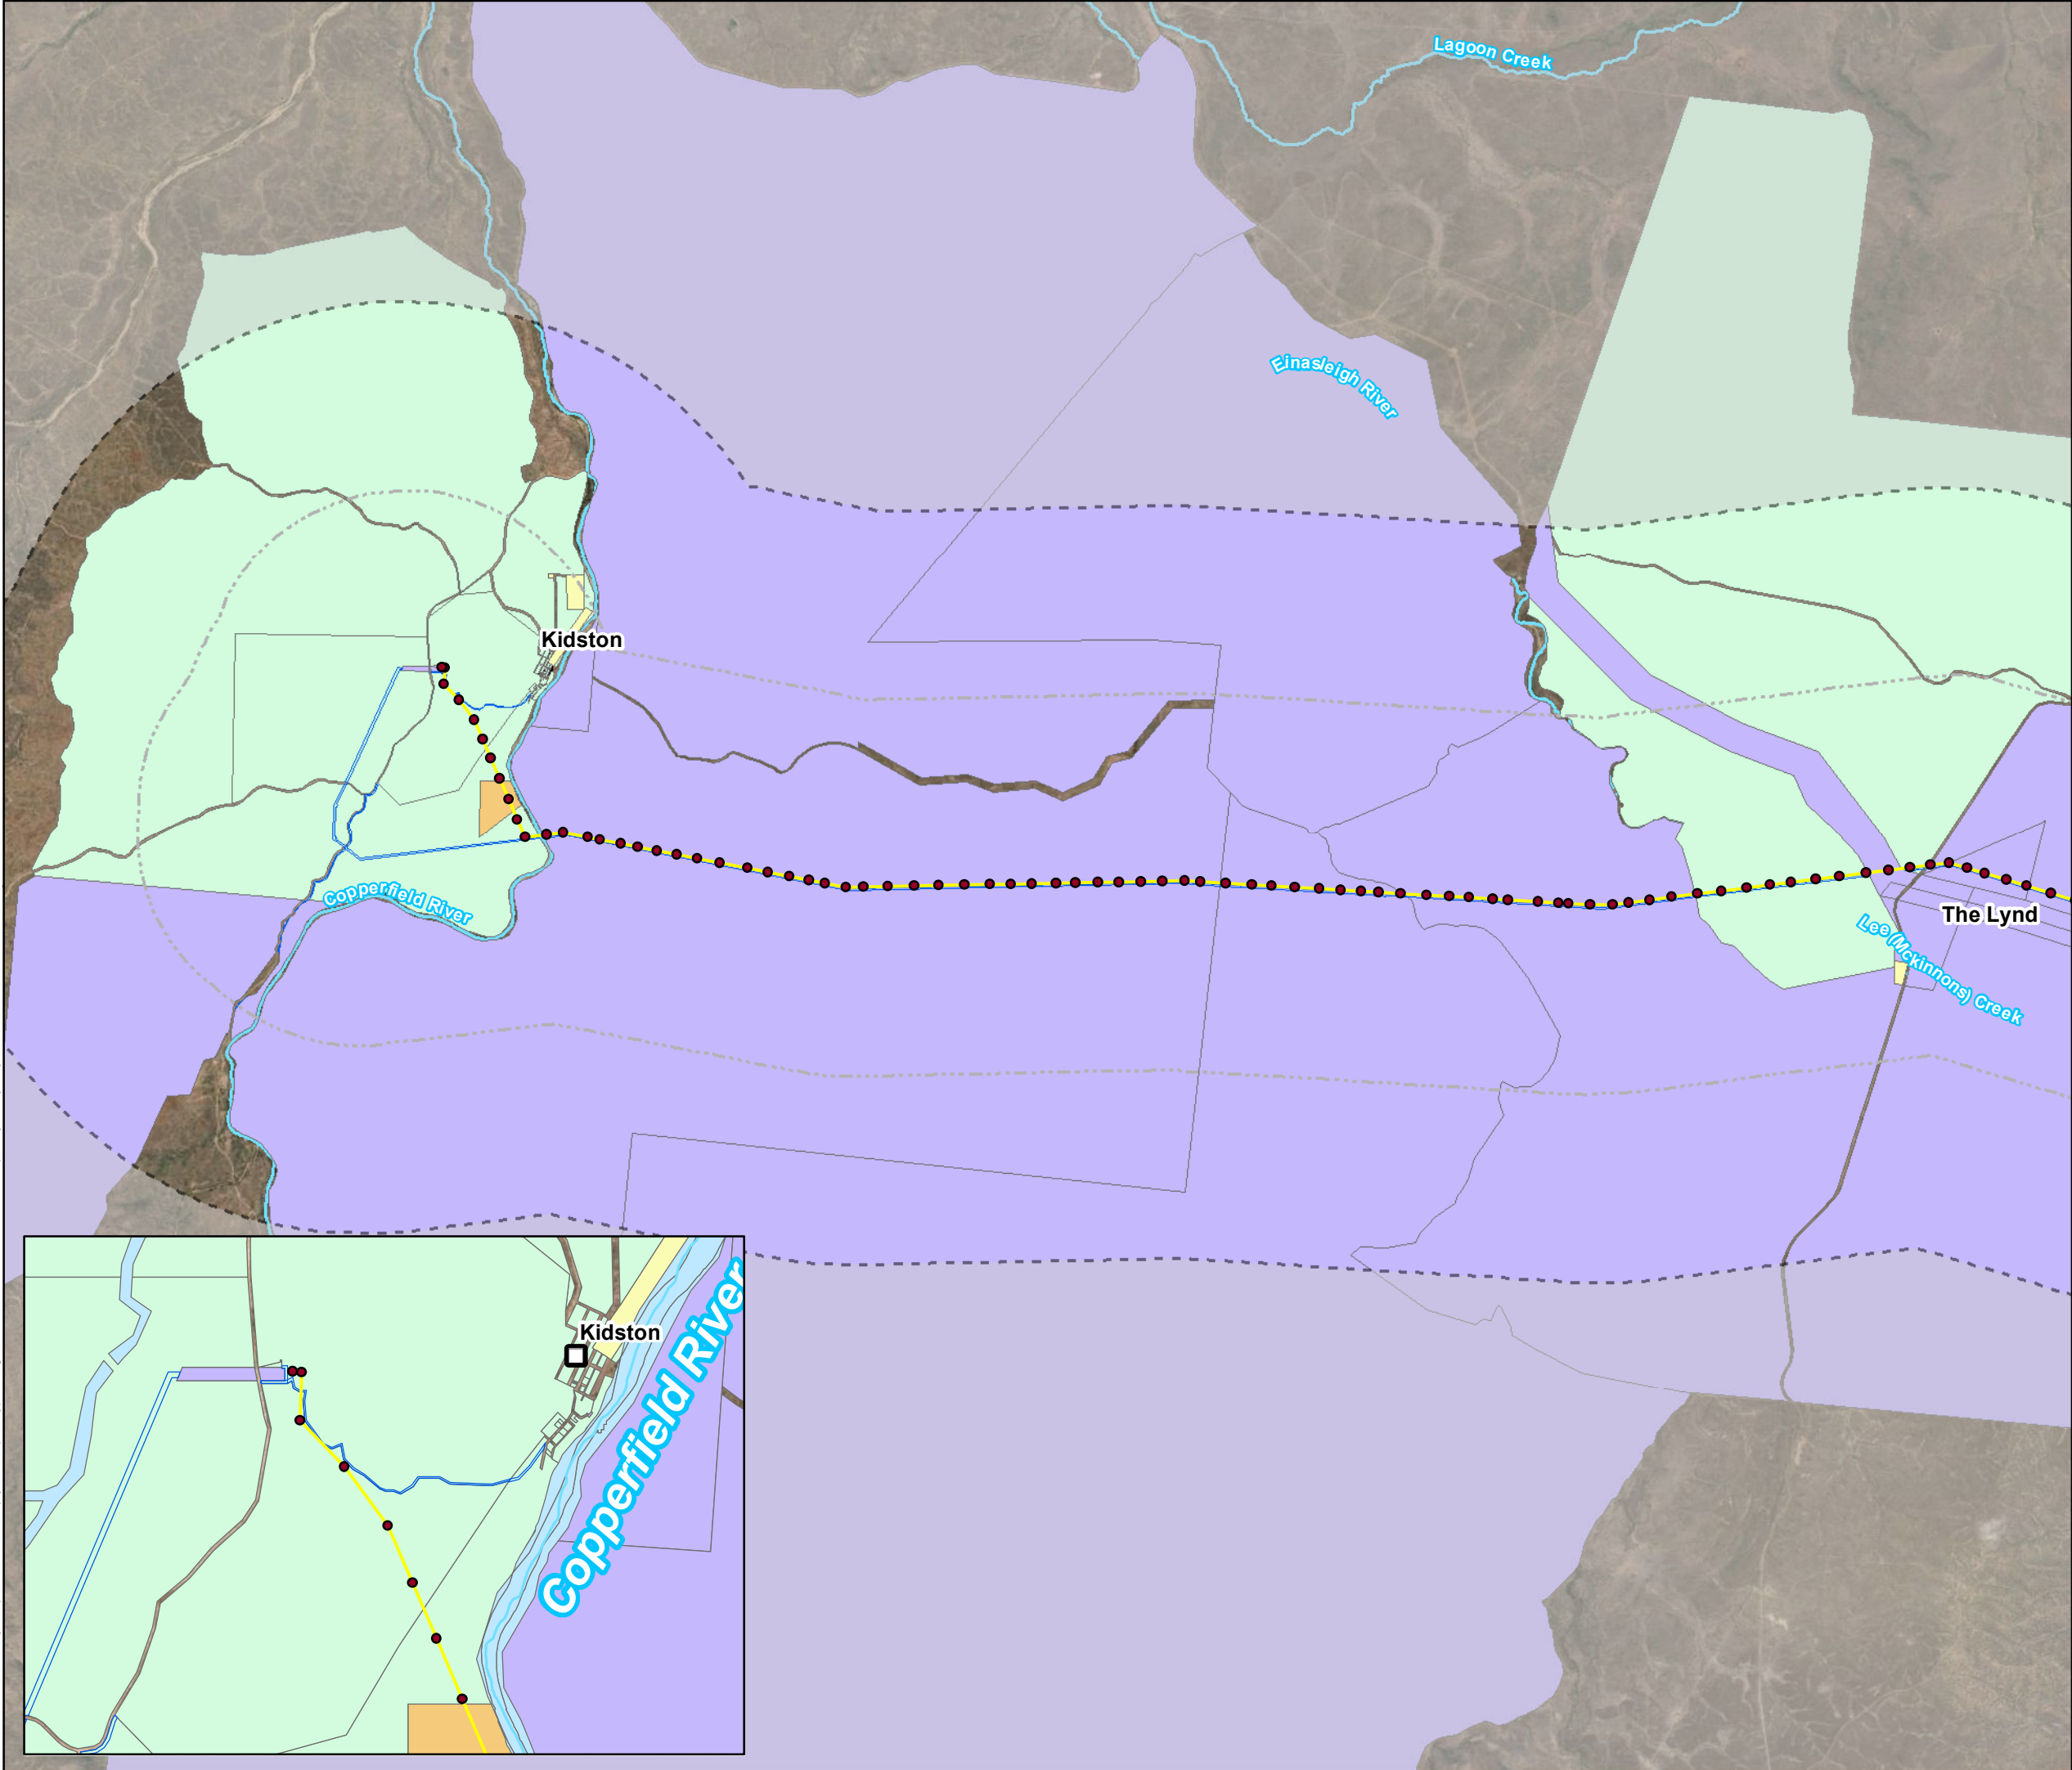 Lagoon Creek
Einasleigh River
Kidston
Copperfield River
The Lynd
Lee (Mckinnons) Creek
Kidston
Copperfield River